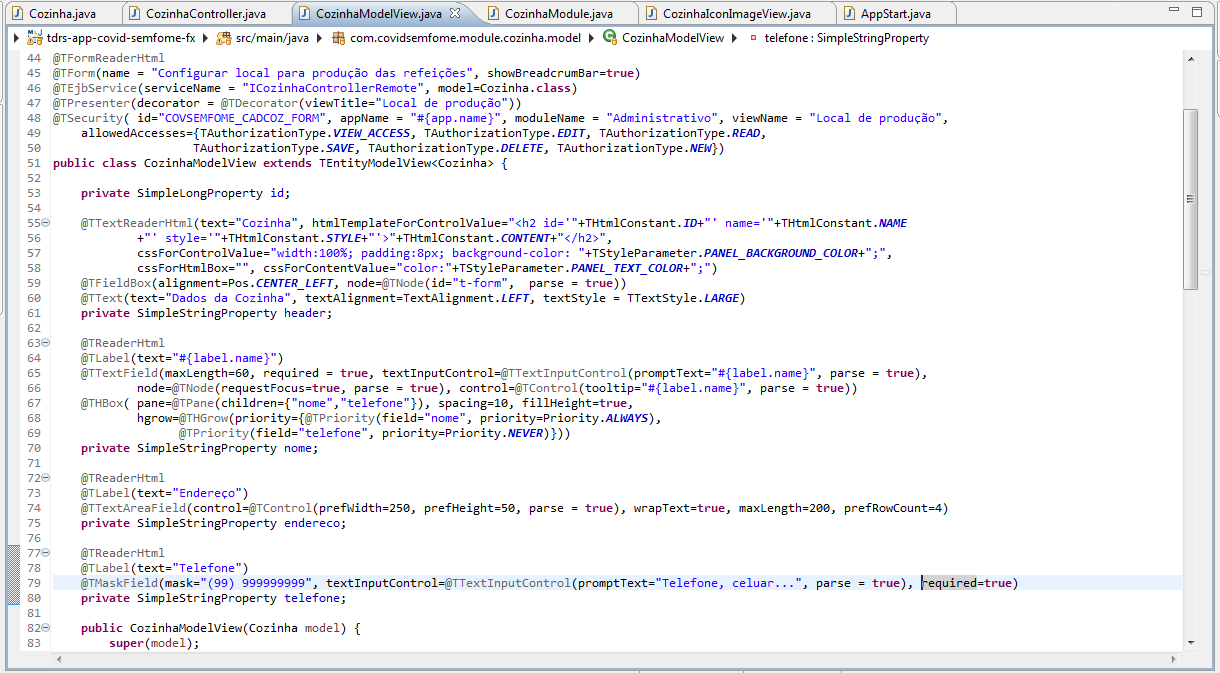 Cozinha.java CozinhaController.java CozinhaModelView.java CozinhaModule.java CozinhaIconImageView.java AppStart.java
tdrs-app-covid-semfome-fx src/main/java com.covidsemfome.module.cozinha.model CozinhaModelView telefone : SimpleStringProperty
44 @TFormReaderHtml
45 @TForm(name = "Configurar local para produção das refeições", showBreadcrumBar=true)
46 @TEjbService(serviceName = "ICozinhaControllerRemote", model=Cozinha.class)
47 @TPresenter(decorator = @TDecorator(viewTitle="Local de produção"))
48 @TSecurity( id="COVSEMFOME_CADCOZ_FORM", appName = "#{app.name}", moduleName = "Administrativo", viewName = "Local de produção",
49 allowedAccesses={TAuthorizationType.VIEW_ACCESS, TAuthorizationType.EDIT, TAuthorizationType.READ,
50 TAuthorizationType.SAVE, TAuthorizationType.DELETE, TAuthorizationType.NEW})
51 public class CozinhaModelView extends TEntityModelView<Cozinha> {
52
53 private SimpleLongProperty id;
54
55 @TTextReaderHtml(text="Cozinha", htmlTemplateForControlValue="<h2 id='"+THtmlConstant.ID+"' name='"+THtmlConstant.NAME
56 +"' style='"+THtmlConstant.STYLE+"'>"+THtmlConstant.CONTENT+"</h2>",
57 cssForControlValue="width:100%; padding:8px; background-color: "+TStyleParameter.PANEL_BACKGROUND_COLOR+";",
58 cssForHtmlBox="", cssForContentValue="color:"+TStyleParameter.PANEL_TEXT_COLOR+";")
59 @TFieldBox(alignment=Pos.CENTER_LEFT, node=@TNode(id="t-form", parse = true))
60 @TText(text="Dados da Cozinha", textAlignment=TextAlignment.LEFT, textStyle = TTextStyle.LARGE)
61 private SimpleStringProperty header;
62
63 @TReaderHtml
64 @TLabel(text="#{label.name}")
65 @TTextField(maxLength=60, required = true, textInputControl=@TTextInputControl(promptText="#{label.name}", parse = true),
66 node=@TNode(requestFocus=true, parse = true), control=@TControl(tooltip="#{label.name}", parse = true))
67 @THBox( pane=@TPane(children={"nome","telefone"}), spacing=10, fillHeight=true,
68 hgrow=@THGrow(priority={@TPriority(field="nome", priority=Priority.ALWAYS),
69 @TPriority(field="telefone", priority=Priority.NEVER)}))
70 private SimpleStringProperty nome;
71
72 @TReaderHtml
73 @TLabel(text="Endereço")
74 @TTextAreaField(control=@TControl(prefWidth=250, prefHeight=50, parse = true), wrapText=true, maxLength=200, prefRowCount=4)
75 private SimpleStringProperty endereco;
76
77 @TReaderHtml
78 @TLabel(text="Telefone")
79 @TMaskField(mask="(99) 999999999", textInputControl=@TTextInputControl(promptText="Telefone, celuar...", parse = true), required=true)
80 private SimpleStringProperty telefone;
81
82 public CozinhaModelView(Cozinha model) {
83 super(model);